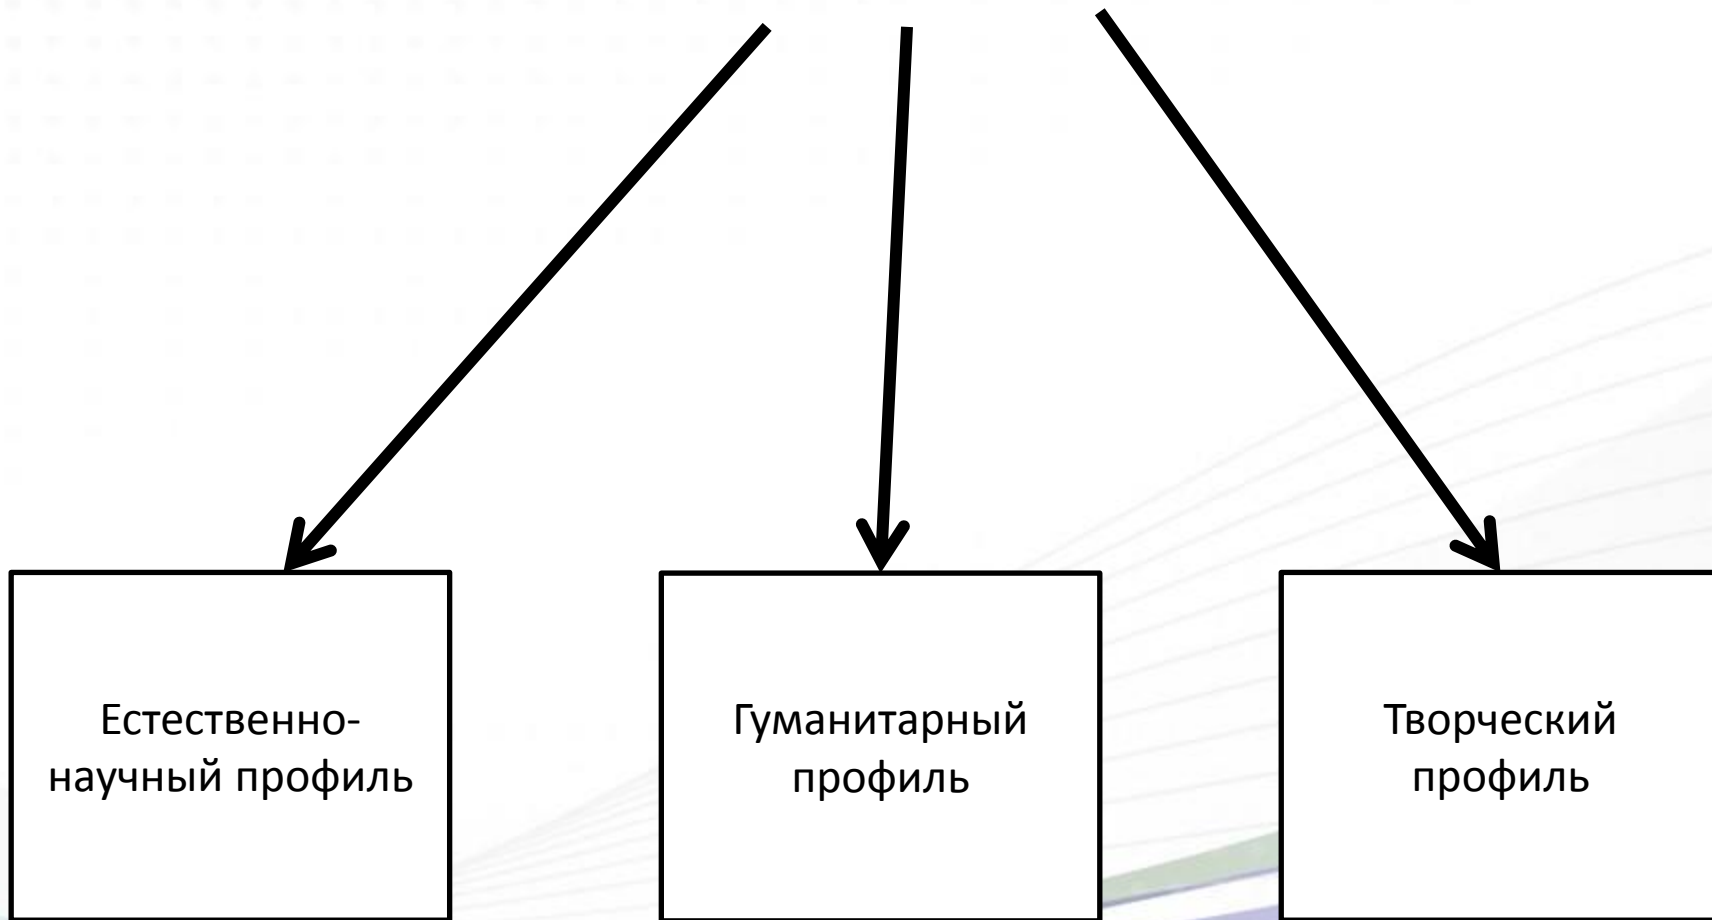 Естественно-
научный профиль
Гуманитарный
профиль
Творческий
профиль